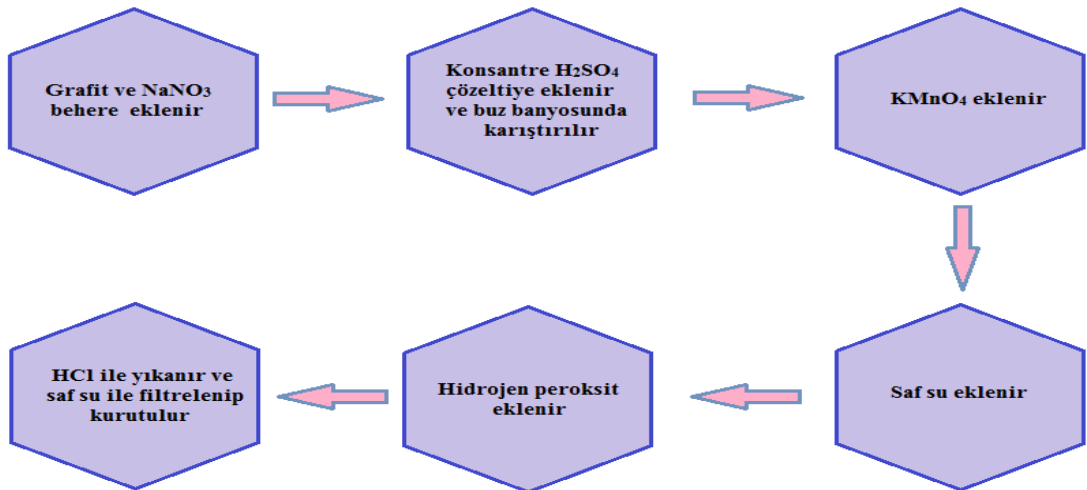 Grafit ve NaNO₃
behere eklenir
Konsantre H₂SO₄
çözeltiye eklenir
ve buz banyosunda
karıştırılır
KMnO₄ eklenir
Saf su eklenir
Hidrojen peroksit
eklenir
HCl ile yıkanır ve
saf su ile filtrelenip
kurutulur